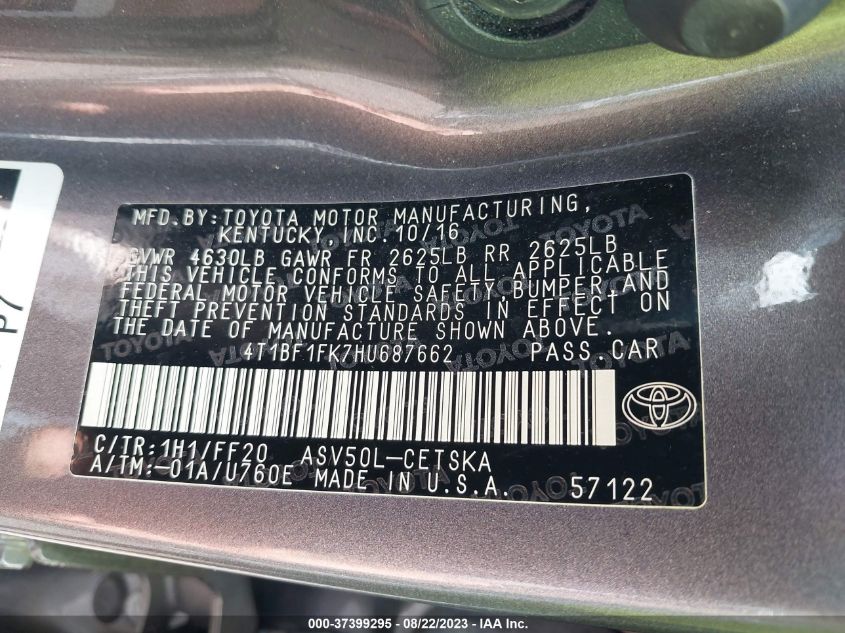 MFD.BY:TOYOTA MOTOR MANUFACTURING,
KENTUCKY,INC.10/16
GVWR 4630LB GAWR FR 2625LB RR 2625LB
THIS VEHICLE CONFORMS TO ALL APPLICABLE
FEDERAL MOTOR VEHICLE SAFETY,BUMPER,AND
THEFT PREVENTION STANDARDS IN EFFECT ON
THE DATE OF MANUFACTURE SHOWN ABOVE.
4T1BF1FK7HU687662 PASS.CAR
C/TR:1H1/FF20 ASV50L-CETSKA
A/TM:-01A/U760E MADE IN U.S.A. 57122
P7
000-37399295 - 08/22/2023 - IAAI.com